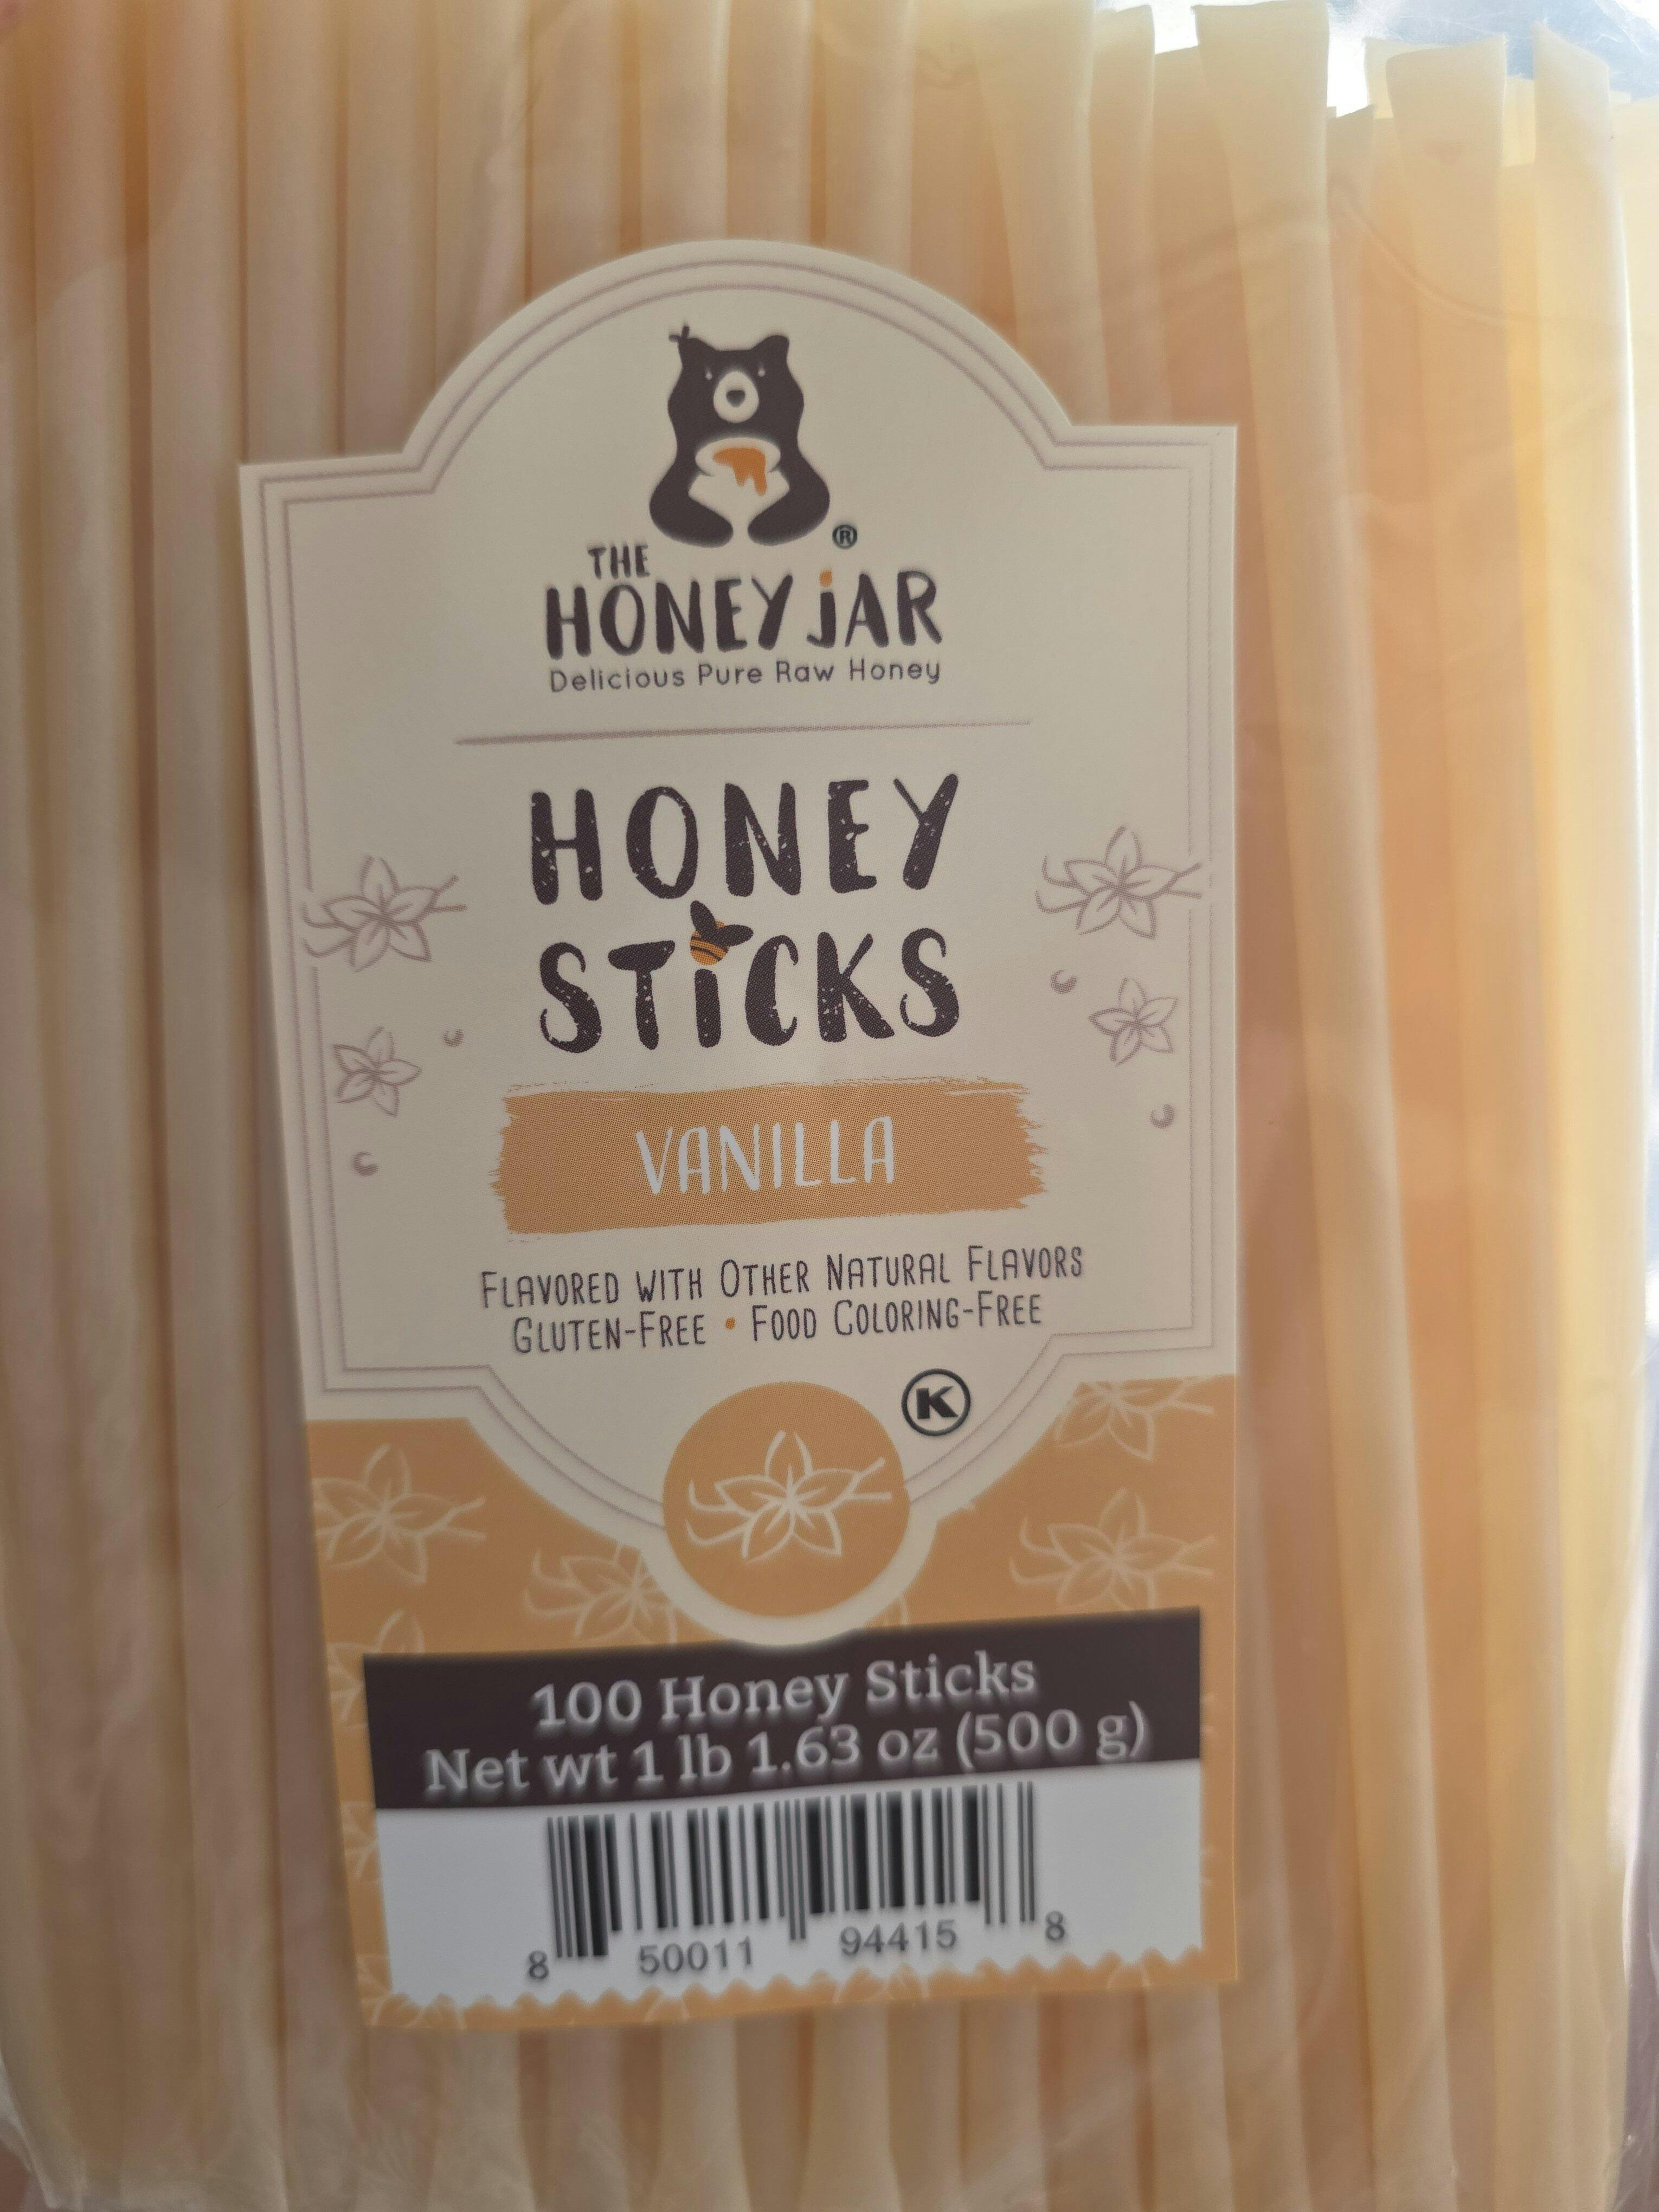 ®
THE
HONEY JAR
Delicious Pure Raw Honey
HONEY
STICKS
VANILLA
FLAVORED WITH OTHER NATURAL FLAVORS
GLUTEN-FREE • FOOD COLORING-FREE
K
100 Honey Sticks
Net wt 1 lb 1.63 oz (500 g)
8 50011 94415 8